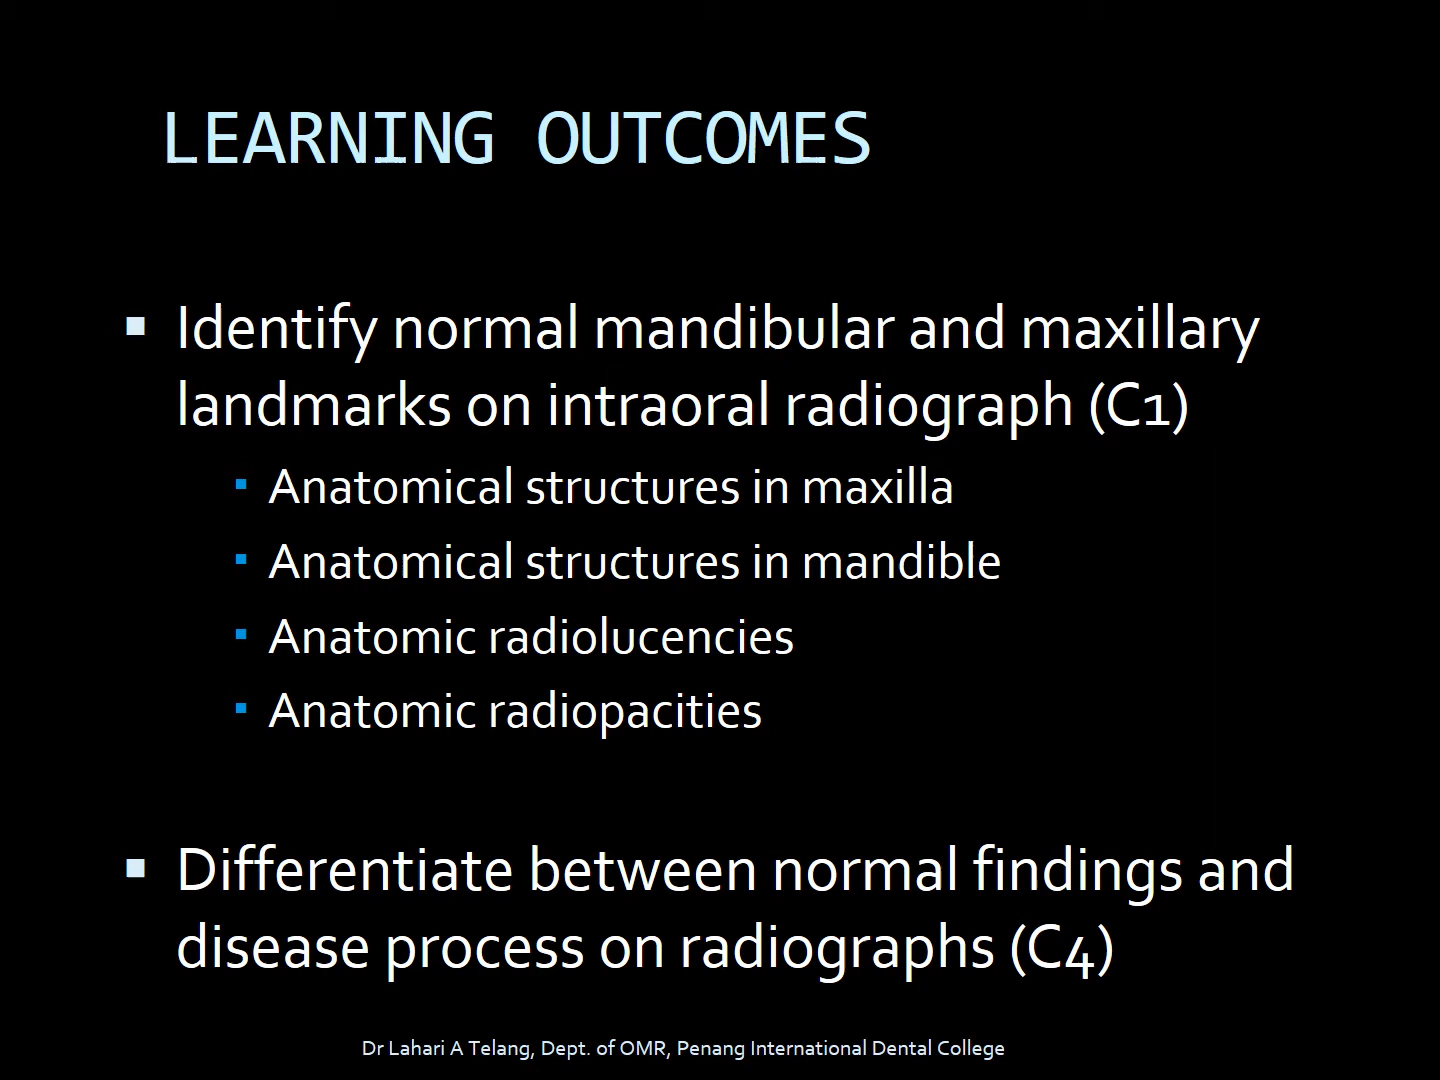 LEARNING OUTCOMES
▪ Identify normal mandibular and maxillary
landmarks on intraoral radiograph (C1)
▪ Anatomical structures in maxilla
▪ Anatomical structures in mandible
▪ Anatomic radiolucencies
▪ Anatomic radiopacities
▪ Differentiate between normal findings and
disease process on radiographs (C4)
Dr Lahari A Telang, Dept. of OMR, Penang International Dental College